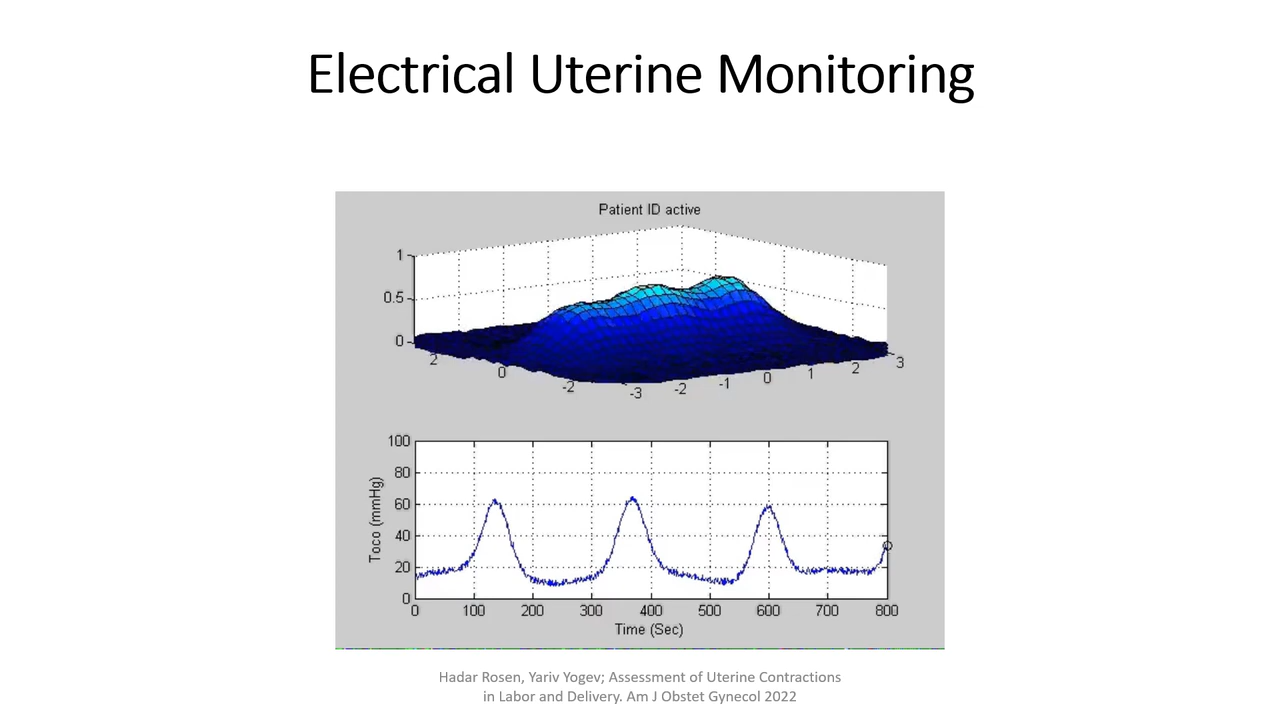 Electrical Uterine Monitoring
Patient ID active
1
0.5
0
2
0
-2
-3
-2
-1
0
1
2
3
100
80
60
40
20
0
Toco (mmHg)
0 100 200 300 400 500 600 700 800
Time (Sec)
Hadar Rosen, Yariv Yogev; Assessment of Uterine Contractions
in Labor and Delivery. Am J Obstet Gynecol 2022